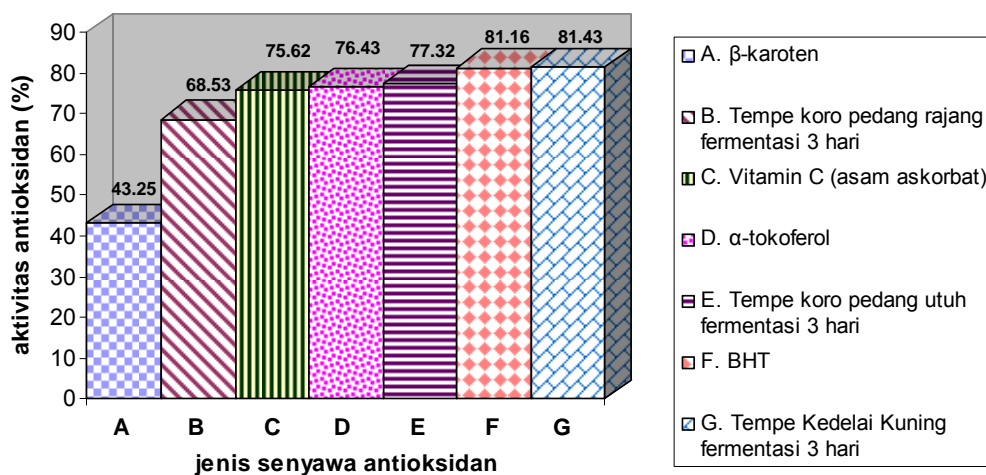 aktivitas antioksidan (%)
90
80
70
60
50
40
30
20
10
0
43.25
68.53
75.62
76.43
77.32
81.16
81.43
A B C D E F G
jenis senyawa antioksidan
A. β-karoten
B. Tempe koro pedang rajang
fermentasi 3 hari
C. Vitamin C (asam askorbat)
D. α-tokoferol
E. Tempe koro pedang utuh
fermentasi 3 hari
F. BHT
G. Tempe Kedelai Kuning
fermentasi 3 hari